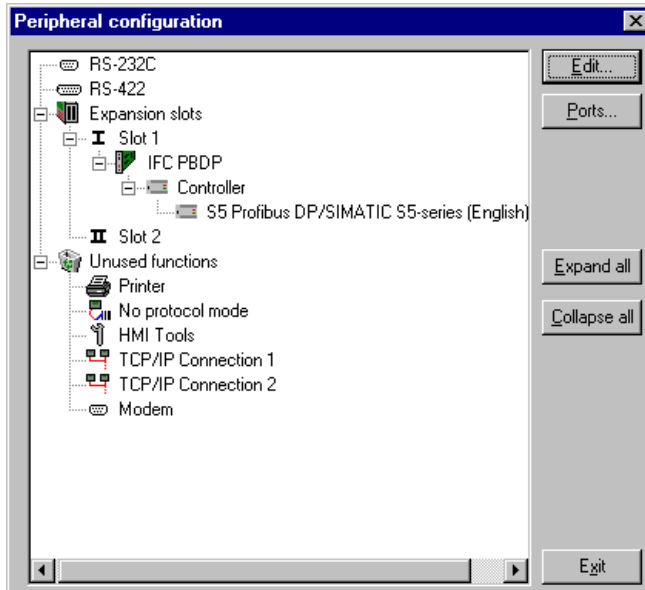 Peripheral configuration
RS-232C
RS-422
Expansion slots
I Slot 1
IFC PBDP
Controller
S5 Profibus DP/SIMATIC S5-series (English)
II Slot 2
Unused functions
Printer
No protocol mode
HMI Tools
TCP/IP Connection 1
TCP/IP Connection 2
Modem
Edit...
Ports...
Expand all
Collapse all
Exit